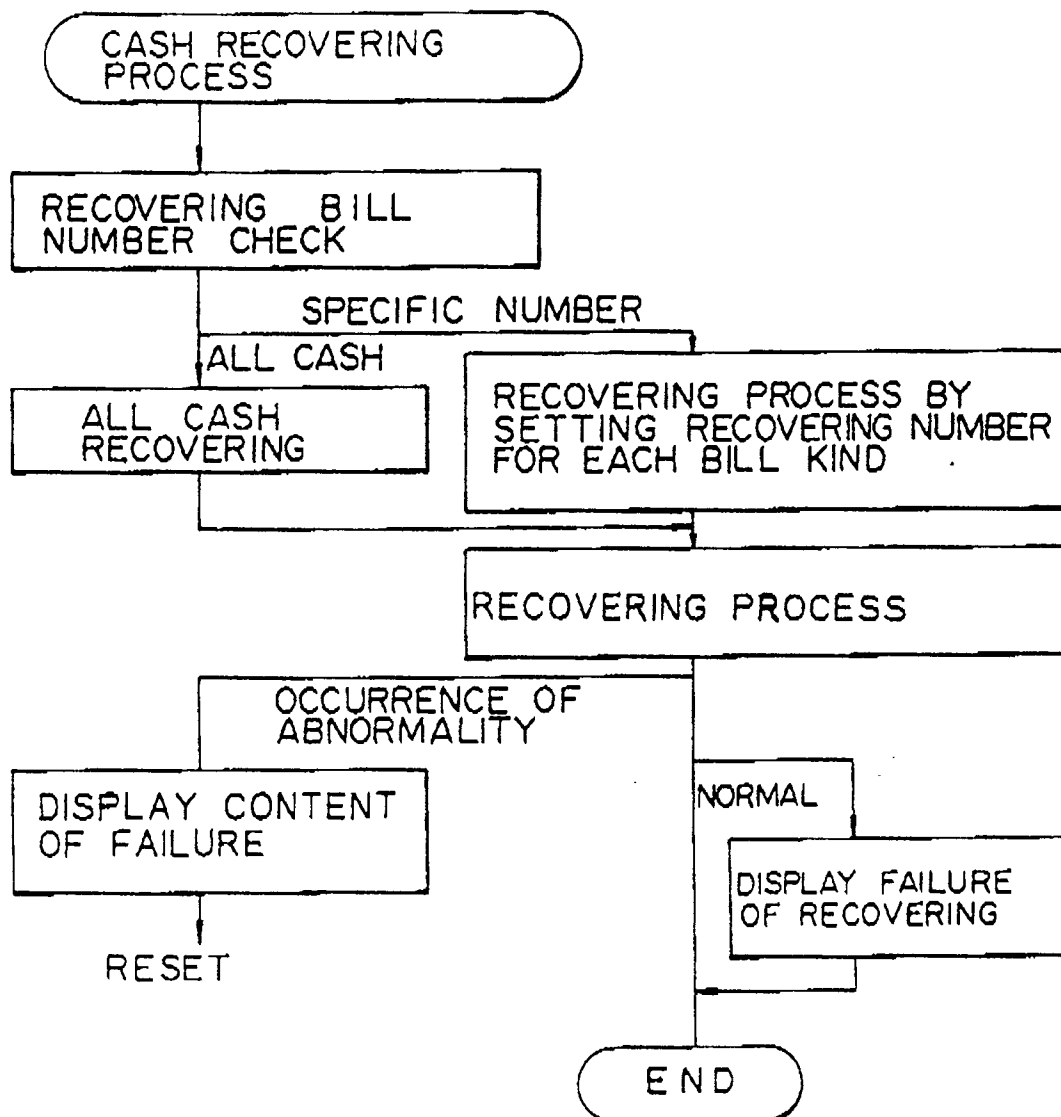 CASH RECOVERING
PROCESS
RECOVERING BILL
NUMBER CHECK
SPECIFIC NUMBER
ALL CASH
ALL CASH
RECOVERING
RECOVERING PROCESS BY
SETTING RECOVERING NUMBER
FOR EACH BILL KIND
RECOVERING PROCESS
OCCURRENCE OF
ABNORMALITY
NORMAL
DISPLAY CONTENT
OF FAILURE
DISPLAY FAILURE
OF RECOVERING
RESET
END